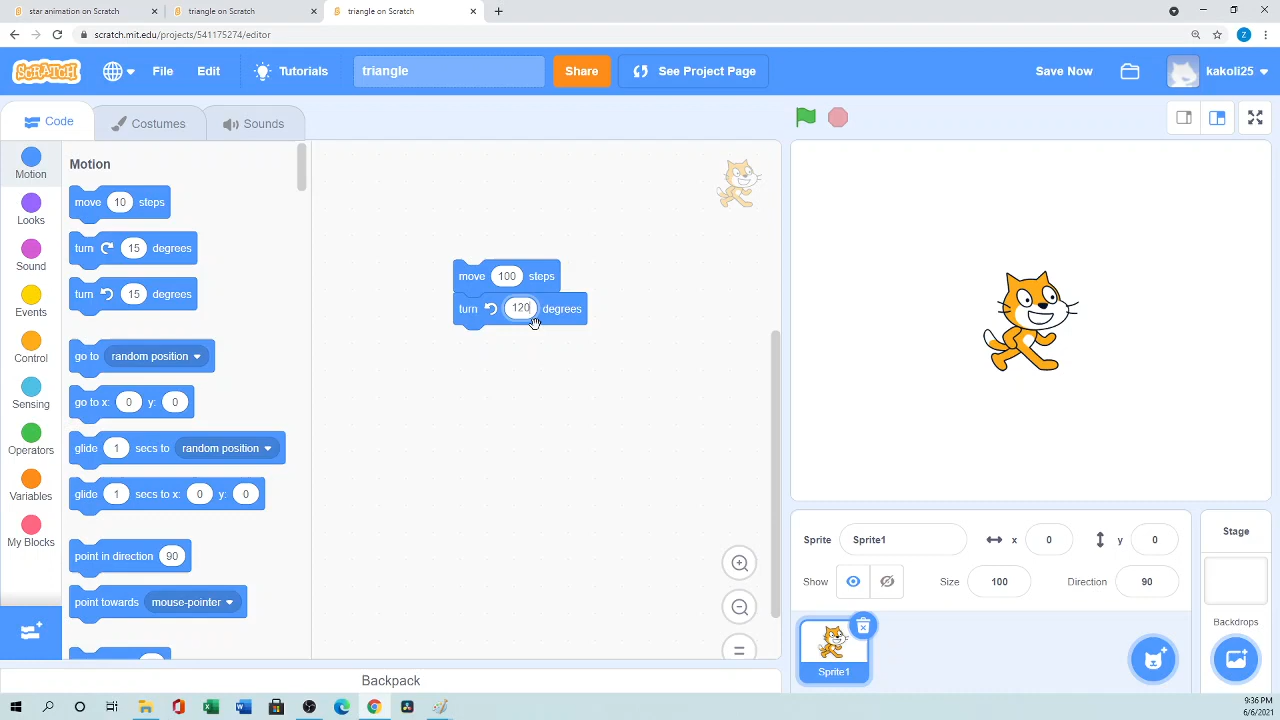 star animation on Scratch
triangle on Scratch
triangle on Scratch
scratch.mit.edu/projects/541175274/editor
Z
SCRATCH
File
Edit
Tutorials
triangle
Share
See Project Page
Save Now
kakoli25
Code
Costumes
Sounds
Motion
Looks
Sound
Events
Control
Sensing
Operators
Variables
My Blocks
Motion
move 10 steps
turn 15 degrees
turn 15 degrees
go to random position
go to x: 0 y: 0
glide 1 secs to random position
glide 1 secs to x: 0 y: 0
point in direction 90
point towards mouse-pointer
move 100 steps
turn 120 degrees
Backpack
Sprite Sprite1 x 0 y 0
Show Size 100 Direction 90
Sprite1
Stage
Backdrops
9:36 PM
6/6/2021